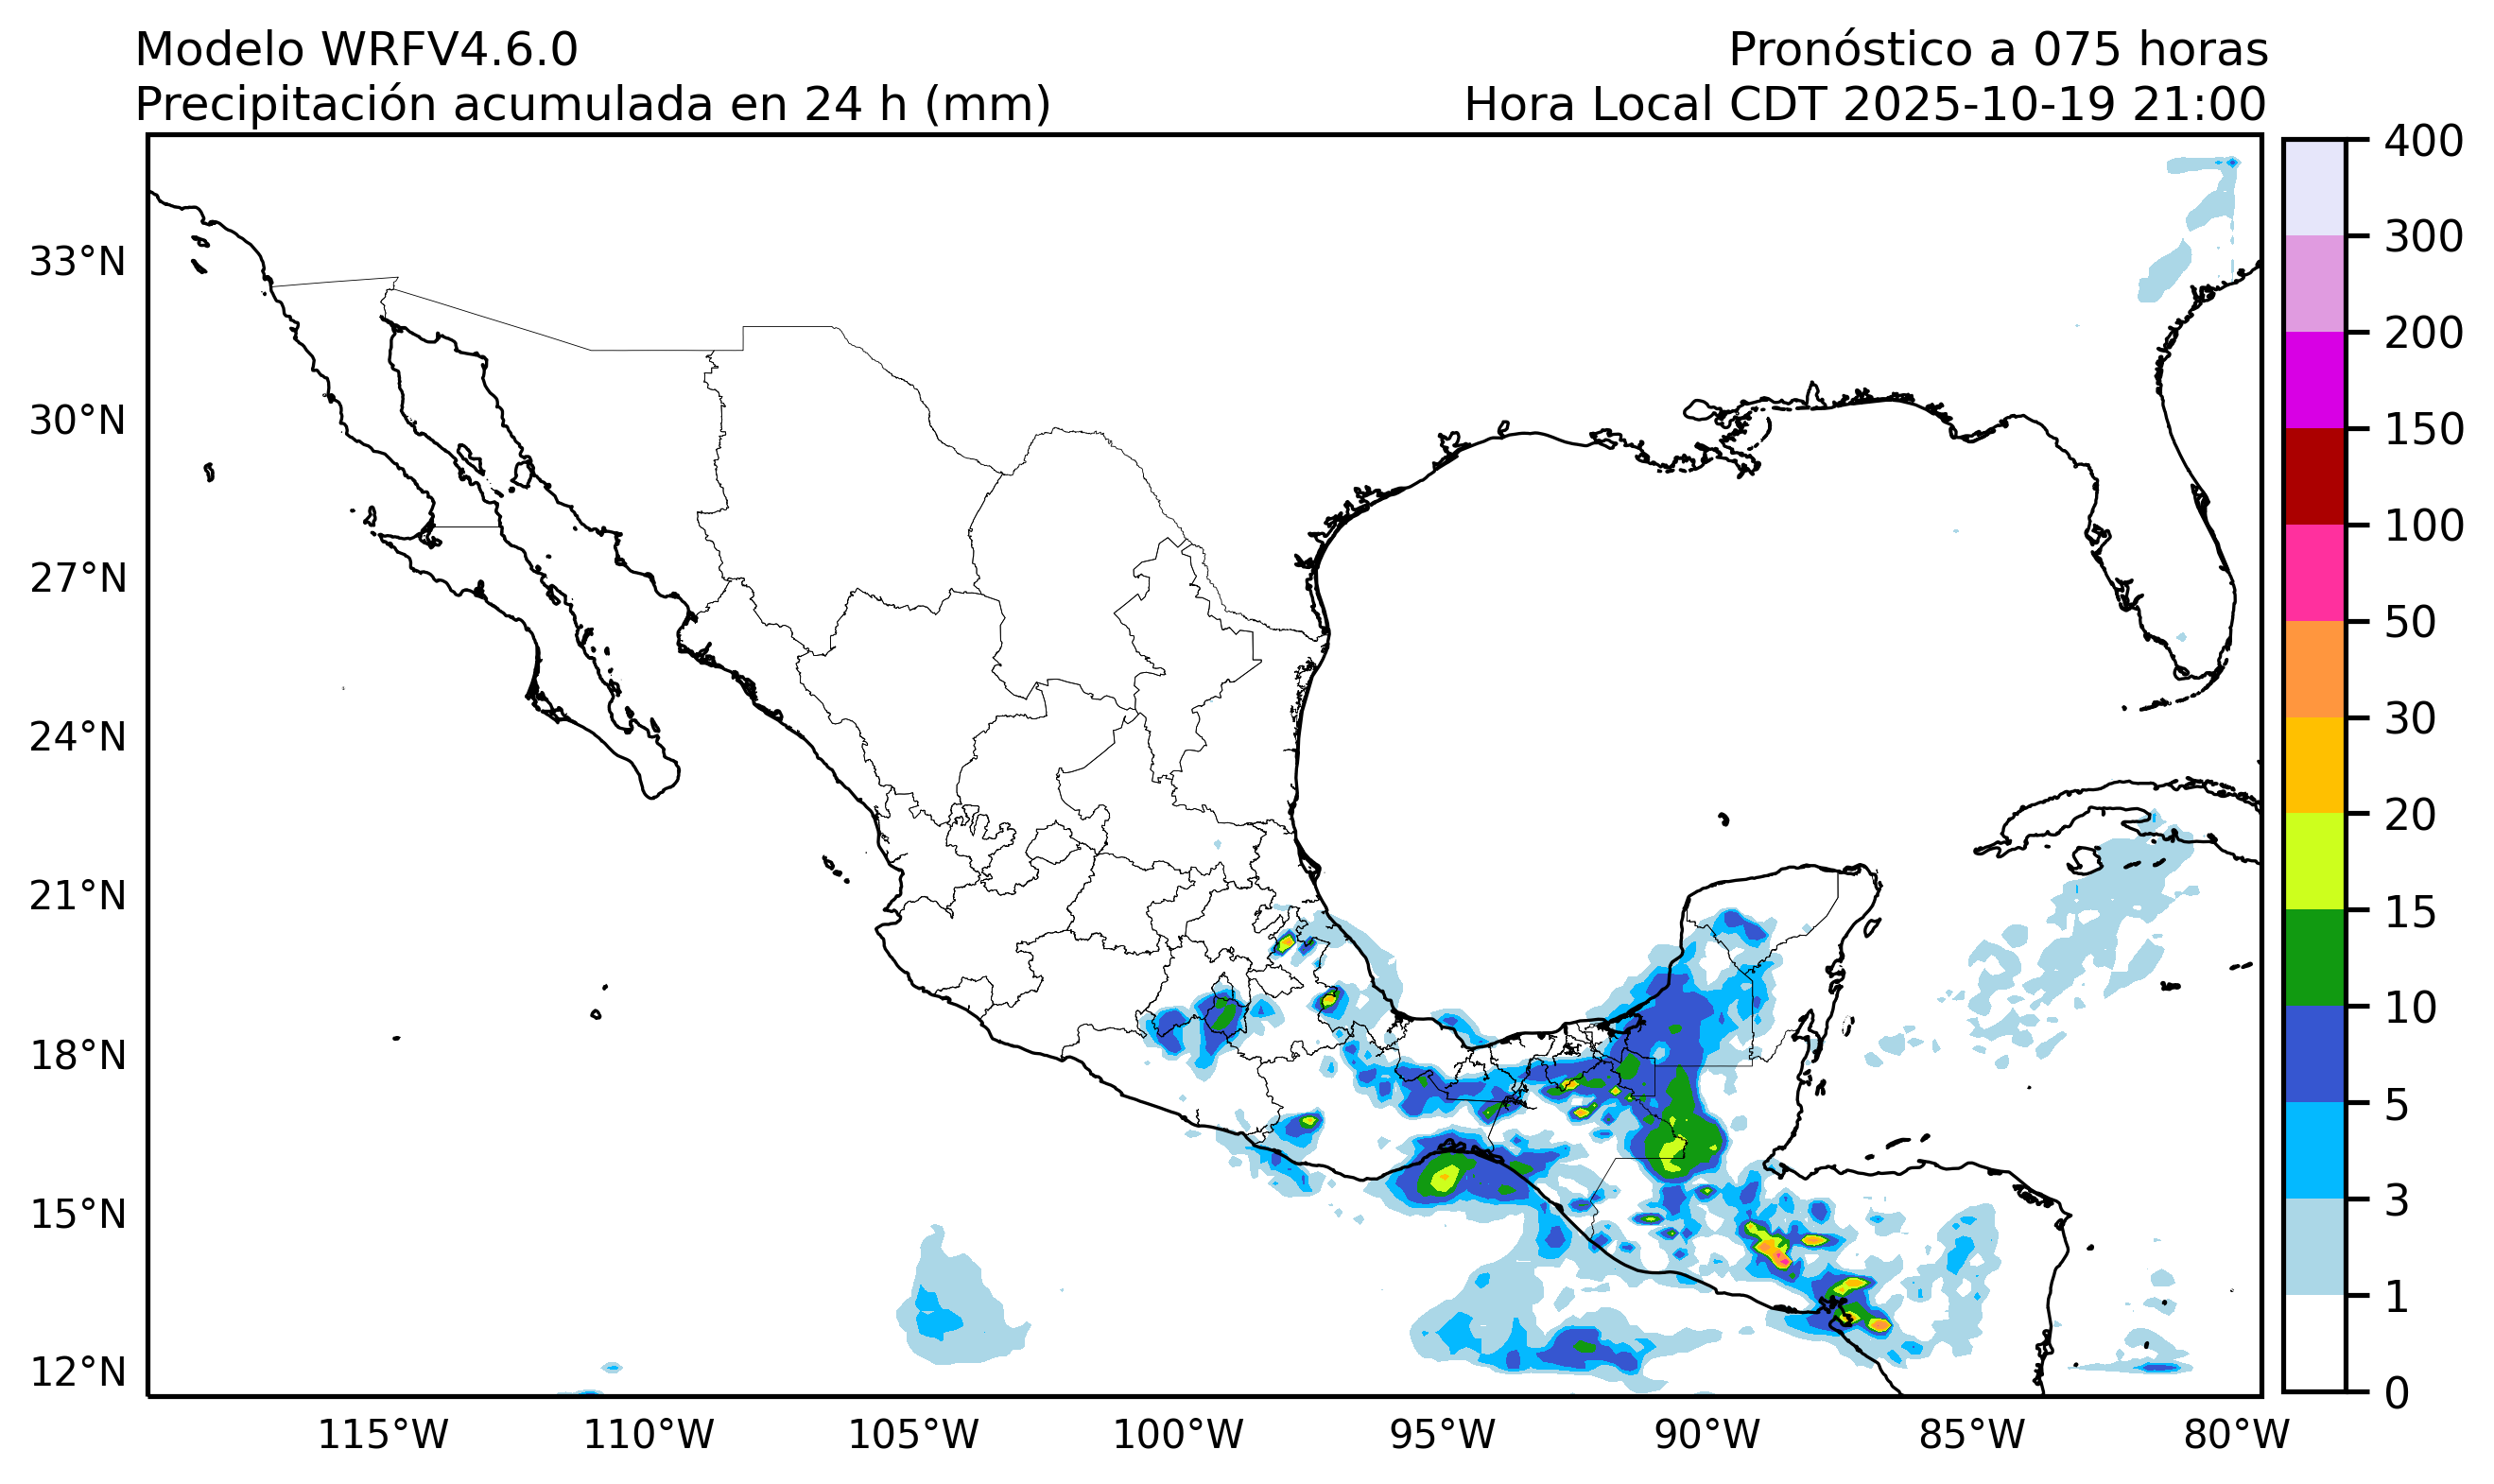 Modelo WRFV4.6.0
Pronóstico a 075 horas
Precipitación acumulada en 24 h (mm)
Hora Local CDT 2025-10-19 21:00
33°N
30°N
27°N
24°N
21°N
18°N
15°N
12°N
115°W
110°W
105°W
100°W
95°W
90°W
85°W
80°W
400
300
200
150
100
50
30
20
15
10
5
3
1
0